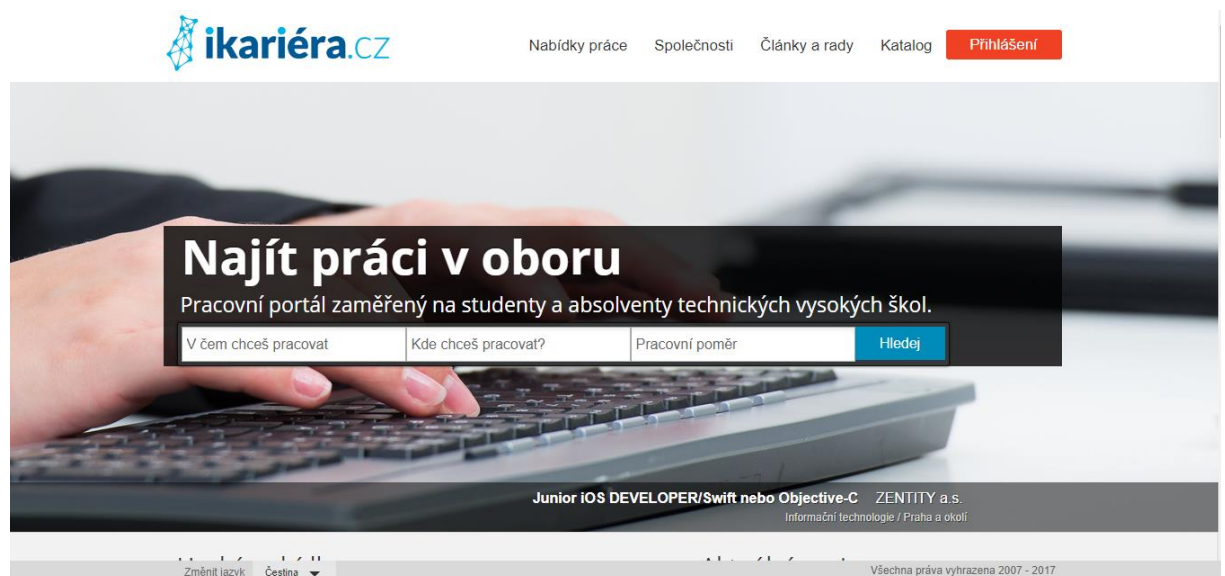 ikariéra.cz
Nabídky práce Společnosti Články a rady Katalog Přihlášení
Najít práci v oboru
Pracovní portál zaměřený na studenty a absolventy technických vysokých škol.
V čem chceš pracovat Kde chceš pracovat? Pracovní poměr Hledej
Junior iOS DEVELOPER/Swift nebo Objective-C ZENTITY a.s.
Informační technologie / Praha a okolí
Změnit jazyk Čestina Všechna práva vyhrazena 2007 - 2017